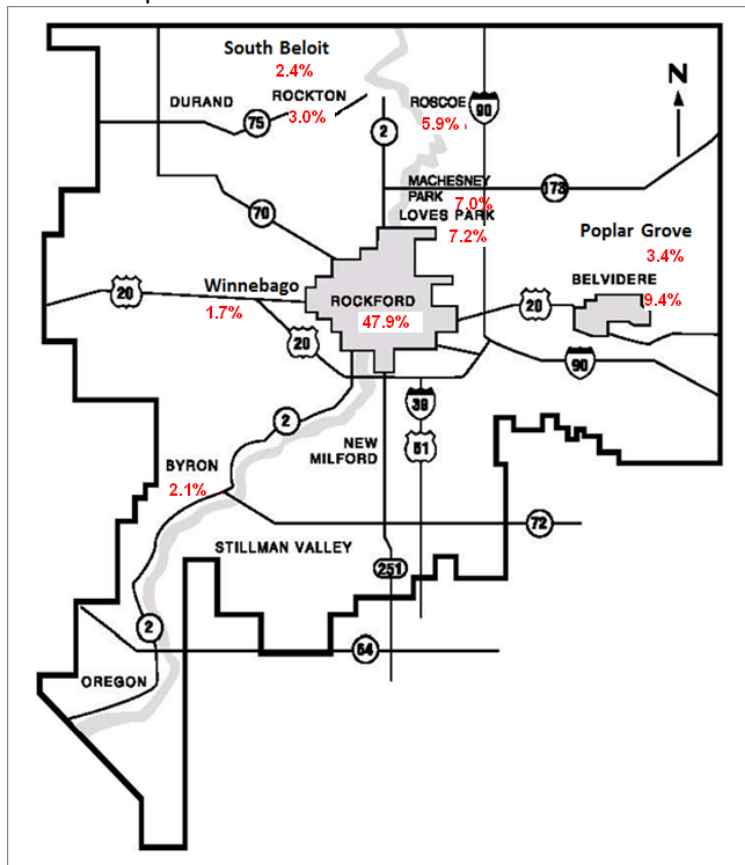 South Beloit
2.4%
DURAND
ROCKTON
3.0%
ROSCOE
5.9%
90
75
2
N
MACHESNEY
PARK
7.0%
173
LOVES PARK
7.2%
70
Poplar Grove
3.4%
BELVIDERE
9.4%
Winnebago
1.7%
20
ROCKFORD
47.9%
20
20
90
39
2
NEW
MILFORD
51
BYRON
2.1%
72
STILLMAN VALLEY
251
2
64
OREGON